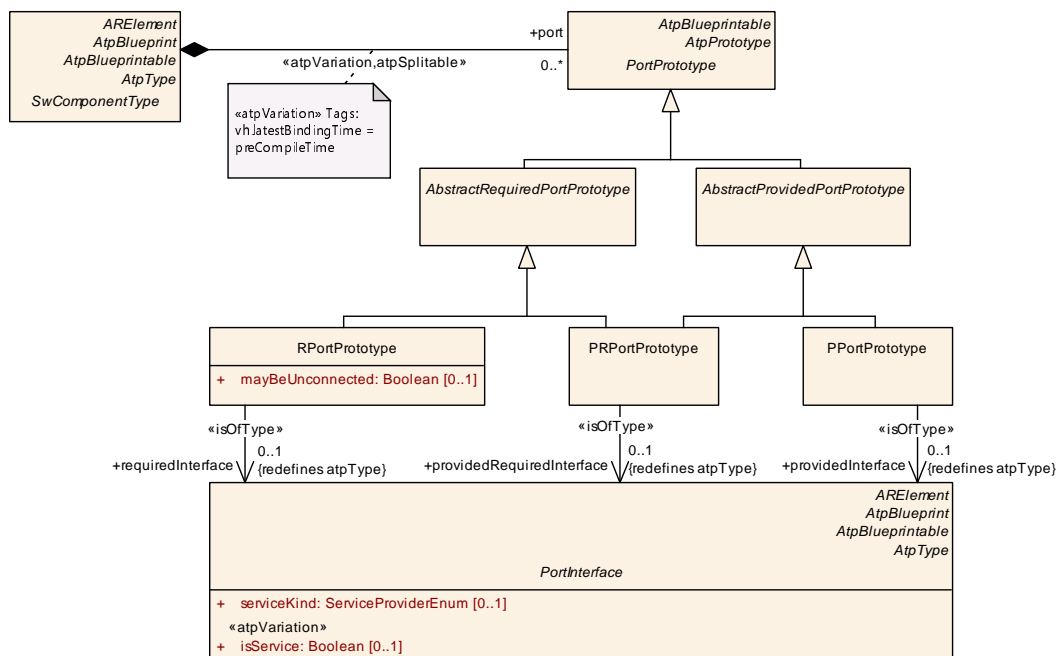 ARElement
AtpBlueprint
AtpBlueprintable
AtpType
SwComponentType
+port
0..*
«atpVariation,atpSplitable»
AtpBlueprintable
AtpPrototype
PortPrototype
«atpVariation» Tags:
vh.latestBindingTime =
preCompileTime
AbstractRequiredPortPrototype
AbstractProvidedPortPrototype
RPortPrototype
+ mayBeUnconnected: Boolean [0..1]
PRPortPrototype
PPortPrototype
«isOfType»
+requiredInterface
0..1
{redefines atpType}
«isOfType»
+providedRequiredInterface
0..1
{redefines atpType}
«isOfType»
+providedInterface
0..1
{redefines atpType}
ARElement
AtpBlueprint
AtpBlueprintable
AtpType
PortInterface
+ serviceKind: ServiceProviderEnum [0..1]
«atpVariation»
+ isService: Boolean [0..1]